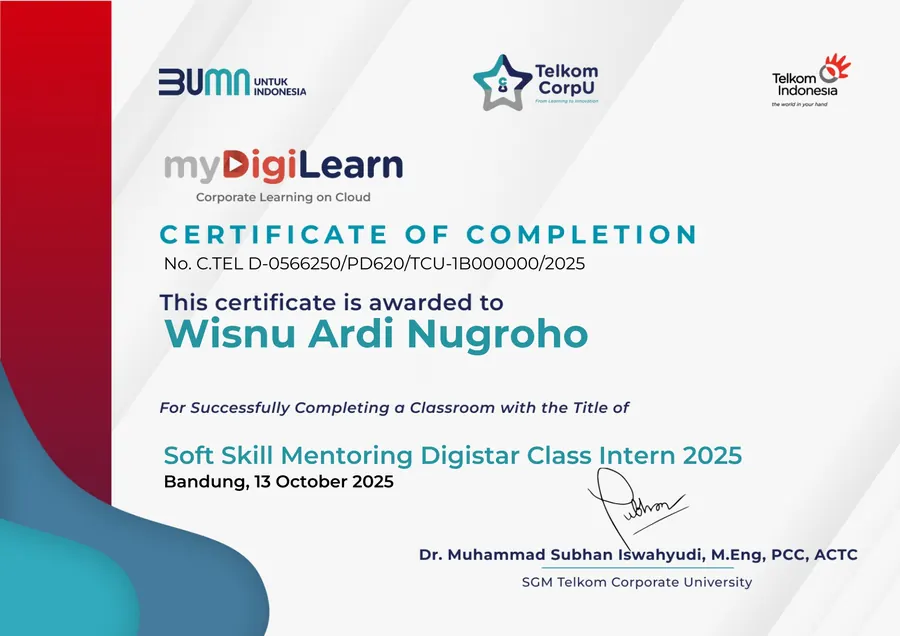 BUMN UNTUK INDONESIA
Telkom CorpU
From Learning to Innovation
Telkom Indonesia
the world in your hand
myDigiLearn
Corporate Learning on Cloud
CERTIFICATE OF COMPLETION
No. C.TEL D-0566250/PD620/TCU-1B000000/2025
This certificate is awarded to
Wisnu Ardi Nugroho
For Successfully Completing a Classroom with the Title of
Soft Skill Mentoring Digistar Class Intern 2025
Bandung, 13 October 2025
Dr. Muhammad Subhan Iswahyudi, M.Eng, PCC, ACTC
SGM Telkom Corporate University